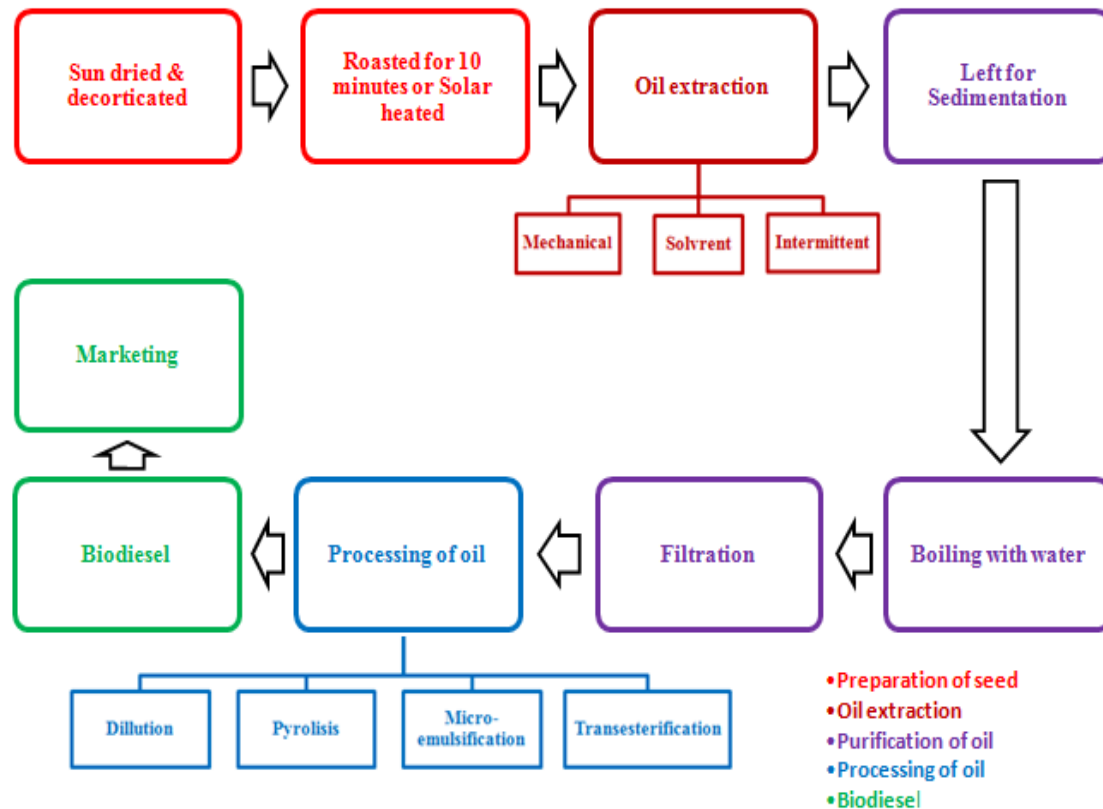 Sun dried &
decorticated
Roasted for 10
minutes or Solar
heated
Oil extraction
Left for
Sedimentation
Mechanical
Solvrent
Intermittent
Marketing
Biodiesel
Processing of oil
Filtration
Boiling with water
Dillution
Pyrolisis
Micro-
emulsification
Transesterification
•Preparation of seed
•Oil extraction
•Purification of oil
•Processing of oil
•Biodiesel